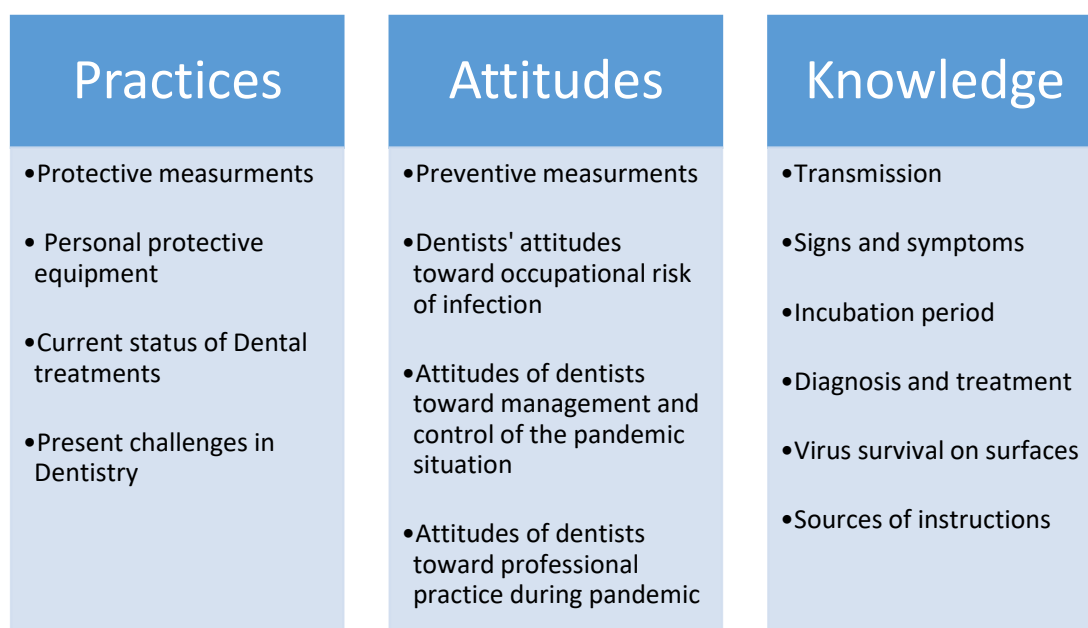 Practices
•Protective measurments
• Personal protective
equipment
•Current status of Dental
treatments
•Present challenges in
Dentistry
Attitudes
•Preventive measurments
•Dentists' attitudes
toward occupational risk
of infection
•Attitudes of dentists
toward management and
control of the pandemic
situation
•Attitudes of dentists
toward professional
practice during pandemic
Knowledge
•Transmission
•Signs and symptoms
•Incubation period
•Diagnosis and treatment
•Virus survival on surfaces
•Sources of instructions